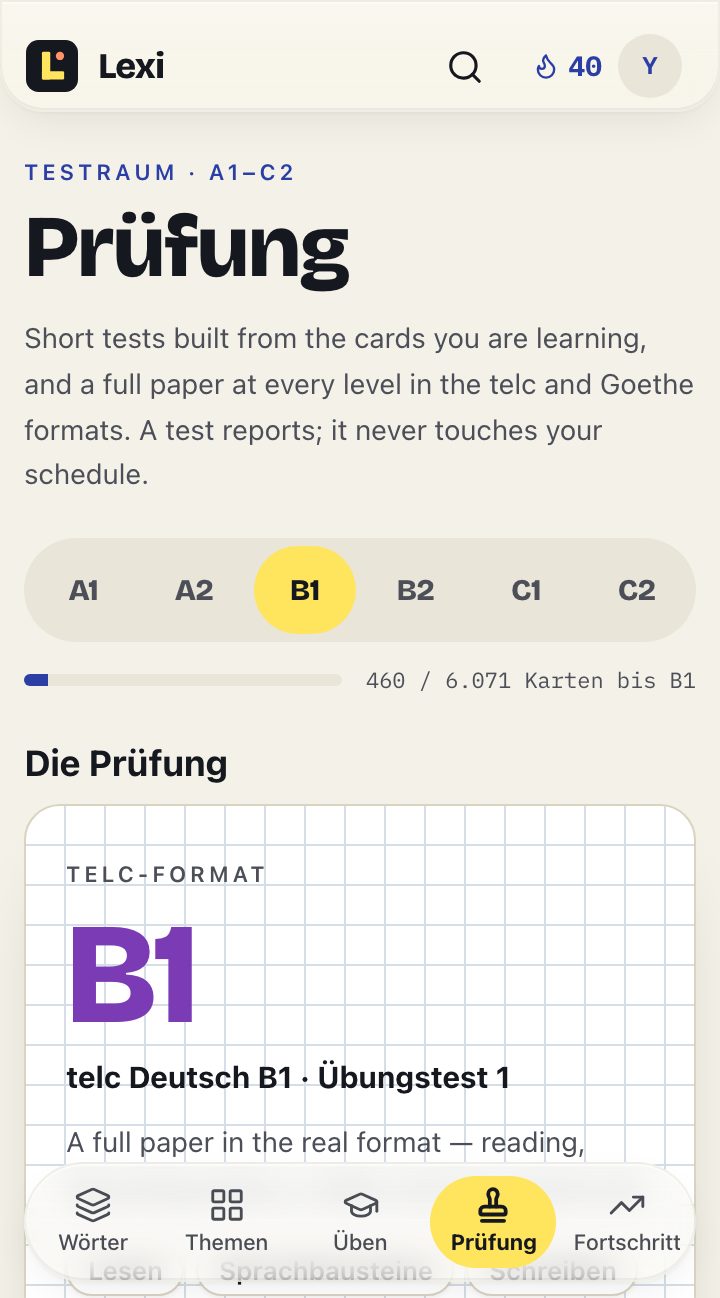 L
Lexi
40
Y
TESTRAUM · A1–C2
Prüfung
Short tests built from the cards you are learning,
and a full paper at every level in the telc and Goethe
formats. A test reports; it never touches your
schedule.
A1 A2 B1 B2 C1 C2
460 / 6.071 Karten bis B1
Die Prüfung
TELC-FORMAT
B1
telc Deutsch B1 · Übungstest 1
A full paper in the real format — reading,
Wörter Themen Üben Prüfung Fortschritt
Lesen Sprachbausteine Schreiben